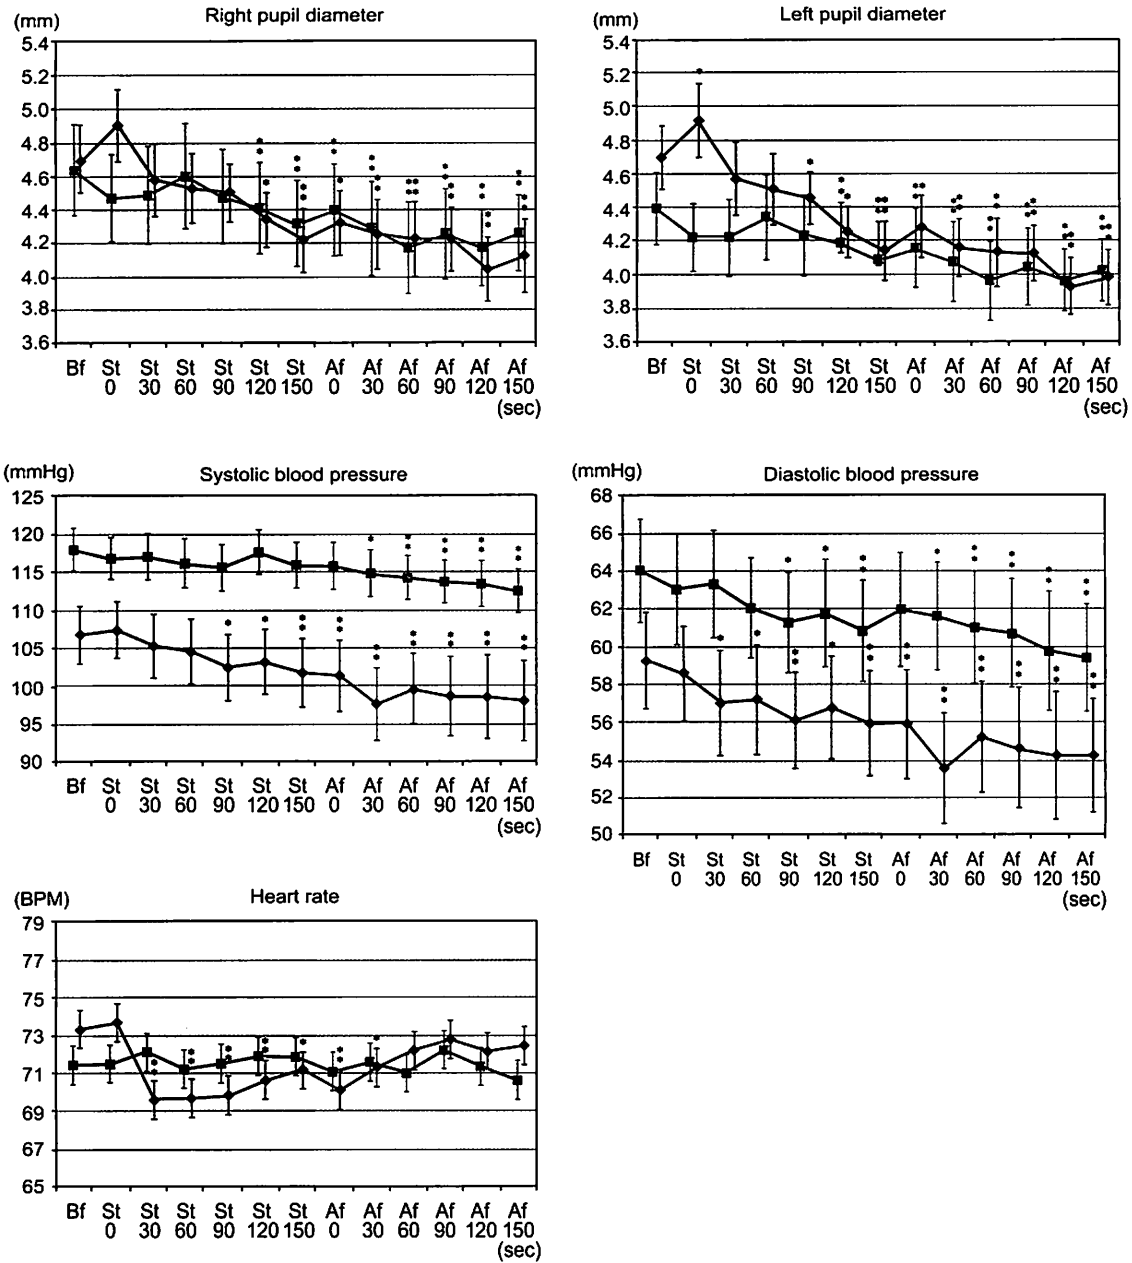 Right pupil diameter
(mm)
5.4
5.2
5.0
4.8
4.6
4.4
4.2
4.0
3.8
3.6
Bf St St St St St St Af Af Af Af Af Af
0 30 60 90 120 150 0 30 60 90 120 150
(sec)
Left pupil diameter
(mm)
5.4
5.2
5.0
4.8
4.6
4.4
4.2
4.0
3.8
3.6
Bf St St St St St St Af Af Af Af Af Af
0 30 60 90 120 150 0 30 60 90 120 150
(sec)
Systolic blood pressure
(mmHg)
125
120
115
110
105
100
95
90
Bf St St St St St St Af Af Af Af Af Af
0 30 60 90 120 150 0 30 60 90 120 150
(sec)
Diastolic blood pressure
(mmHg)
68
66
64
62
60
58
56
54
52
50
Bf St St St St St St Af Af Af Af Af Af
0 30 60 90 120 150 0 30 60 90 120 150
(sec)
Heart rate
(BPM)
79
77
75
73
71
69
67
65
Bf St St St St St St Af Af Af Af Af Af
0 30 60 90 120 150 0 30 60 90 120 150
(sec)